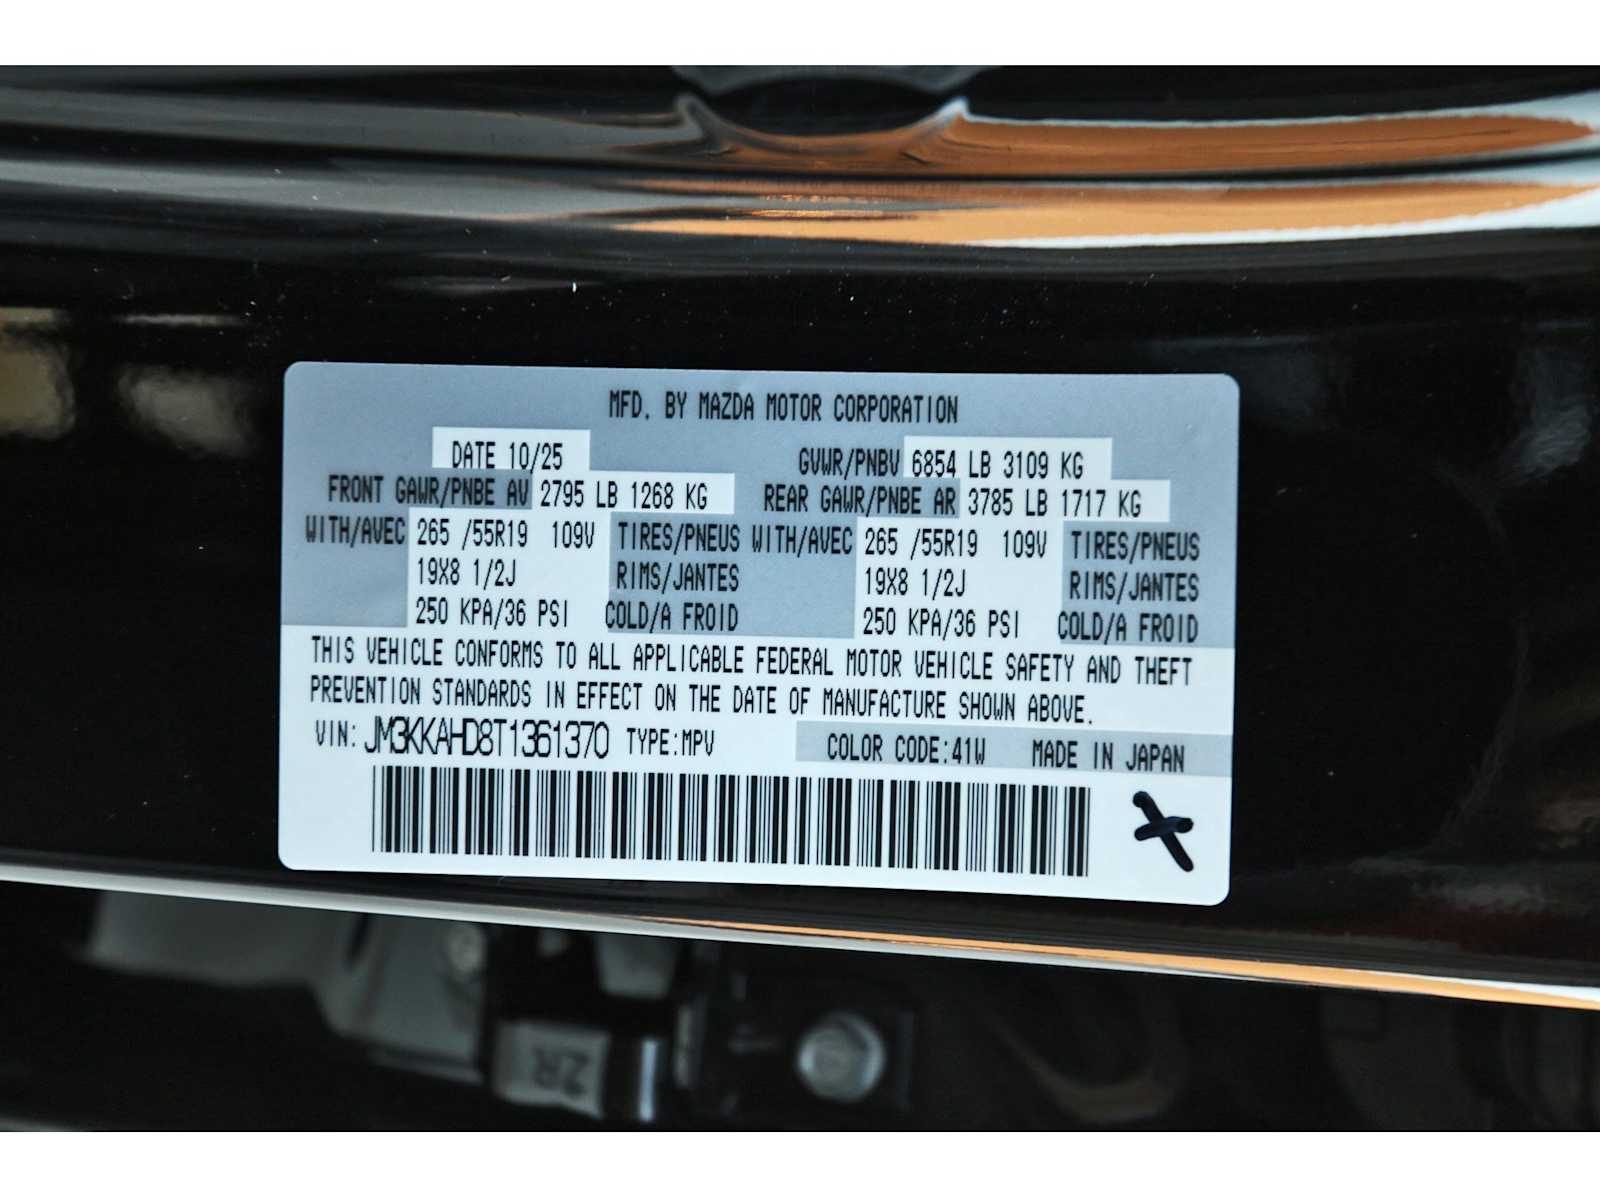 MFD. BY MAZDA MOTOR CORPORATION
DATE 10/25 GVWR/PNBV 6854 LB 3109 KG
FRONT GAWR/PNBE AV 2795 LB 1268 KG REAR GAWR/PNBE AR 3785 LB 1717 KG
WITH/AVEC 265 /55R19 109V TIRES/PNEUS WITH/AVEC 265 /55R19 109V TIRES/PNEUS
19X8 1/2J RIMS/JANTES 19X8 1/2J RIMS/JANTES
250 KPA/36 PSI COLD/A FROID 250 KPA/36 PSI COLD/A FROID
THIS VEHICLE CONFORMS TO ALL APPLICABLE FEDERAL MOTOR VEHICLE SAFETY AND THEFT
PREVENTION STANDARDS IN EFFECT ON THE DATE OF MANUFACTURE SHOWN ABOVE.
VIN: JM3KKAHD8T1361370 TYPE:MPV COLOR CODE:41W MADE IN JAPAN